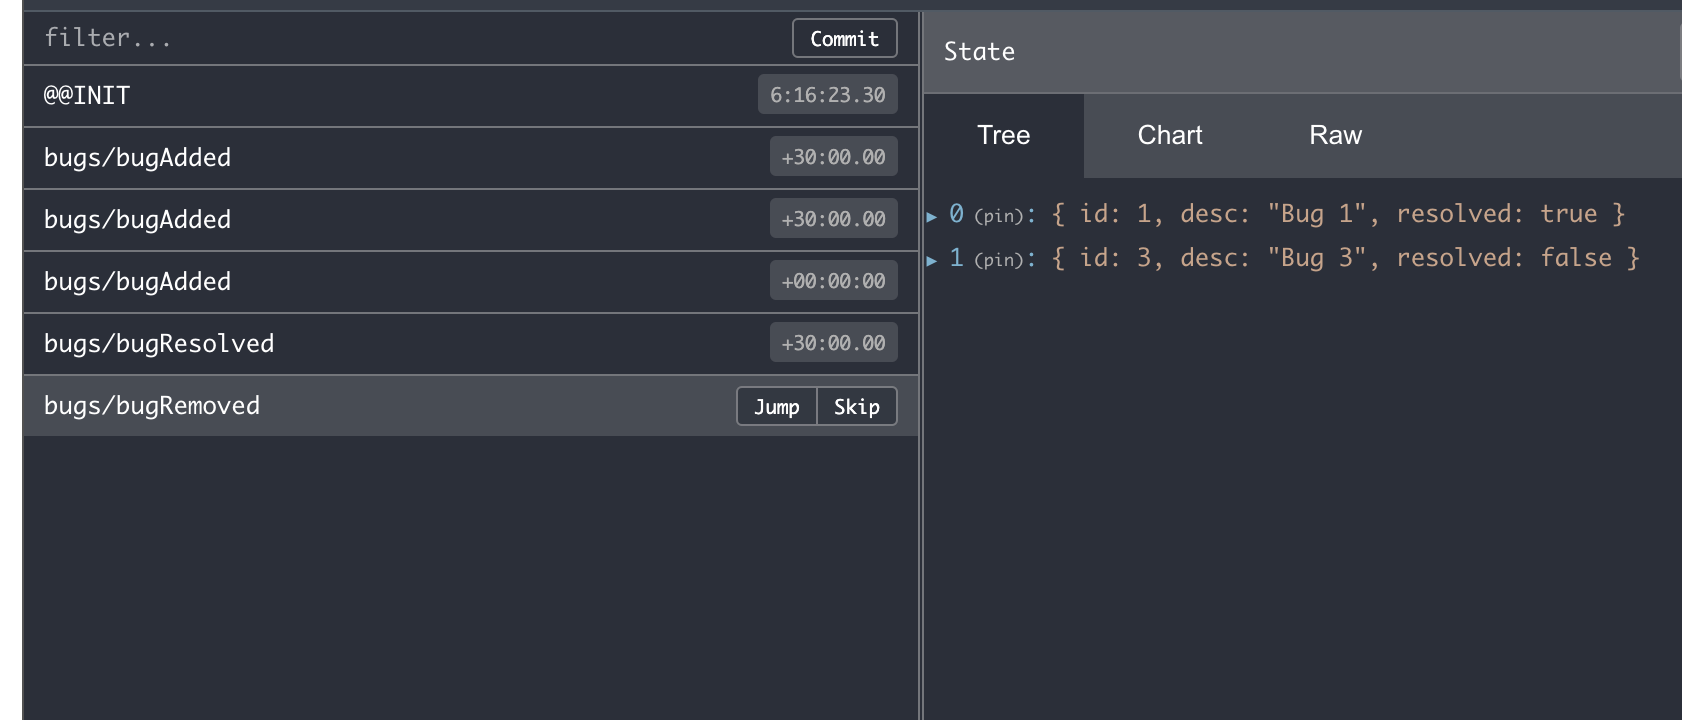 filter... Commit
@@INIT 6:16:23.30
bugs/bugAdded +30:00.00
bugs/bugAdded +30:00.00
bugs/bugAdded +00:00:00
bugs/bugResolved +30:00.00
bugs/bugRemoved Jump Skip
State
Tree Chart Raw
▶ 0 (pin): { id: 1, desc: "Bug 1", resolved: true }
▶ 1 (pin): { id: 3, desc: "Bug 3", resolved: false }